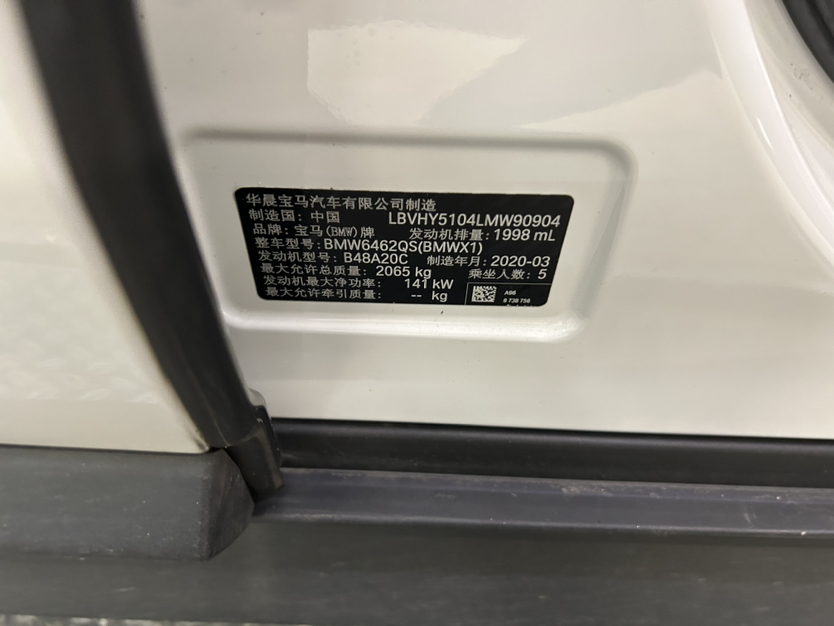 华晨宝马汽车有限公司制造
制造国：中国 LBVHY5104LMW90904
品牌：宝马(BMW)牌 发动机排量：1998 mL
整车型号：BMW6462QS(BMWX1)
发动机型号：B48A20C 制造年月：2020-03
最大允许总质量：2065 kg 乘坐人数：5
发动机最大净功率：141 kW
最大允许牵引质量：-- kg
A96
8 738 756